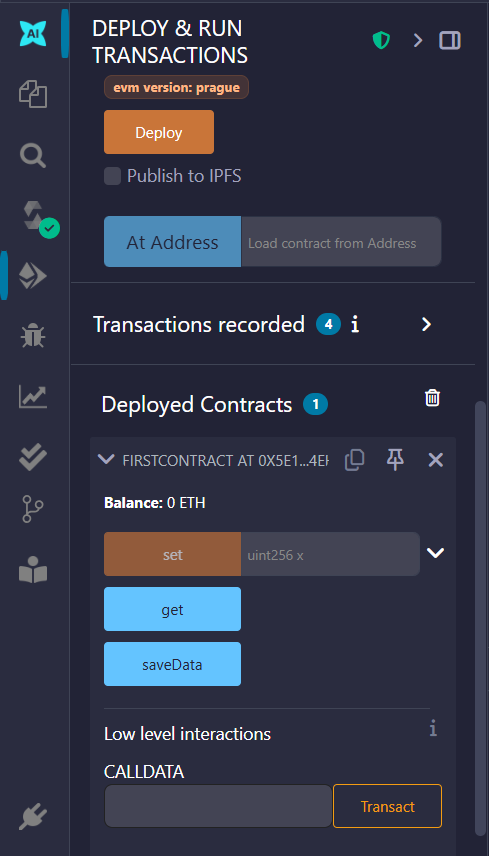 AI
DEPLOY & RUN
TRANSACTIONS
evm version: prague
Deploy
Publish to IPFS
At Address
Load contract from Address
Transactions recorded 4 i
Deployed Contracts 1
FIRSTCONTRACT AT 0X5E1...4E
Balance: 0 ETH
set
uint256 x
get
saveData
Low level interactions i
CALLDATA
Transact